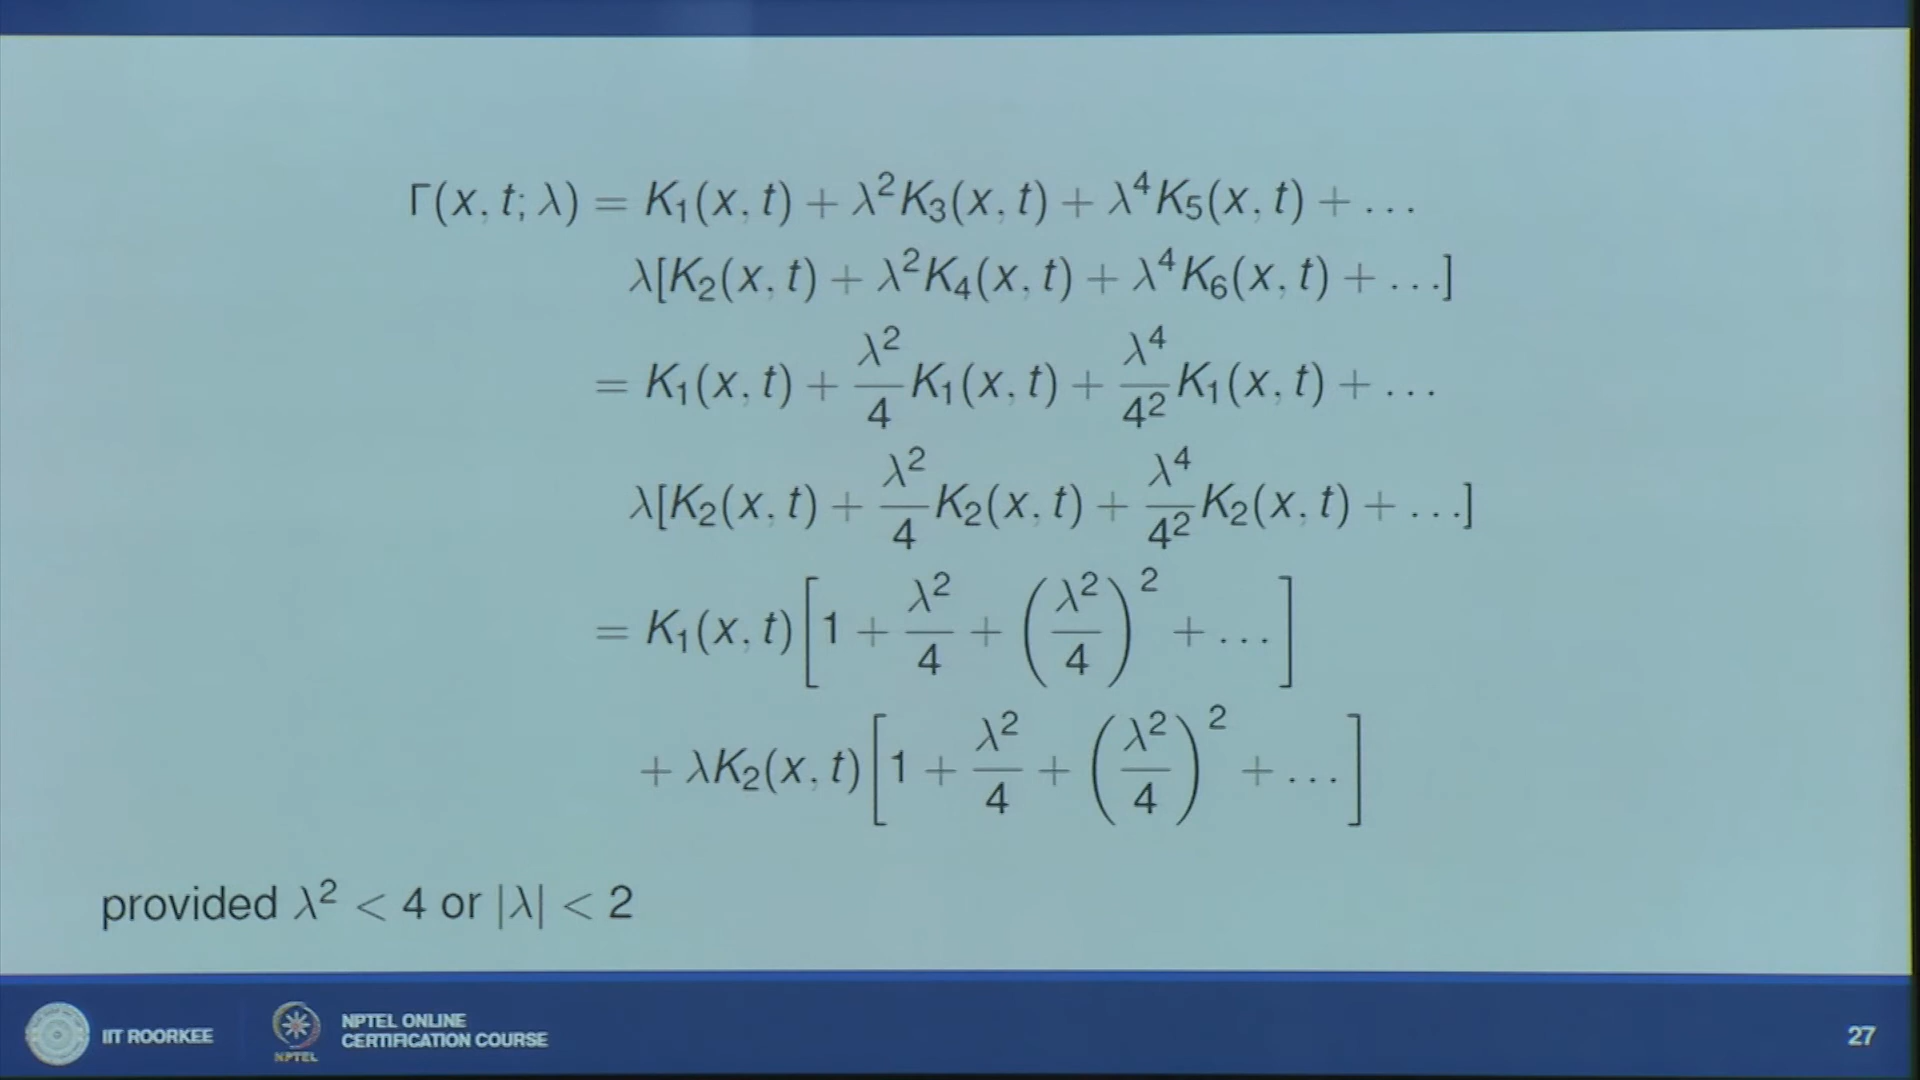 Γ(x, t; λ) = K₁(x, t) + λ²K₃(x, t) + λ⁴K₅(x, t) + ...
λ[K₂(x, t) + λ²K₄(x, t) + λ⁴K₆(x, t) + ...]
= K₁(x, t) + λ²/4 K₁(x, t) + λ⁴/4² K₁(x, t) + ...
λ[K₂(x, t) + λ²/4 K₂(x, t) + λ⁴/4² K₂(x, t) + ...]
= K₁(x, t)[1 + λ²/4 + (λ²/4)² + ...]
+ λK₂(x, t)[1 + λ²/4 + (λ²/4)² + ...]
provided λ² < 4 or |λ| < 2
IIT ROORKEE
NPTEL
NPTEL ONLINE
CERTIFICATION COURSE
27